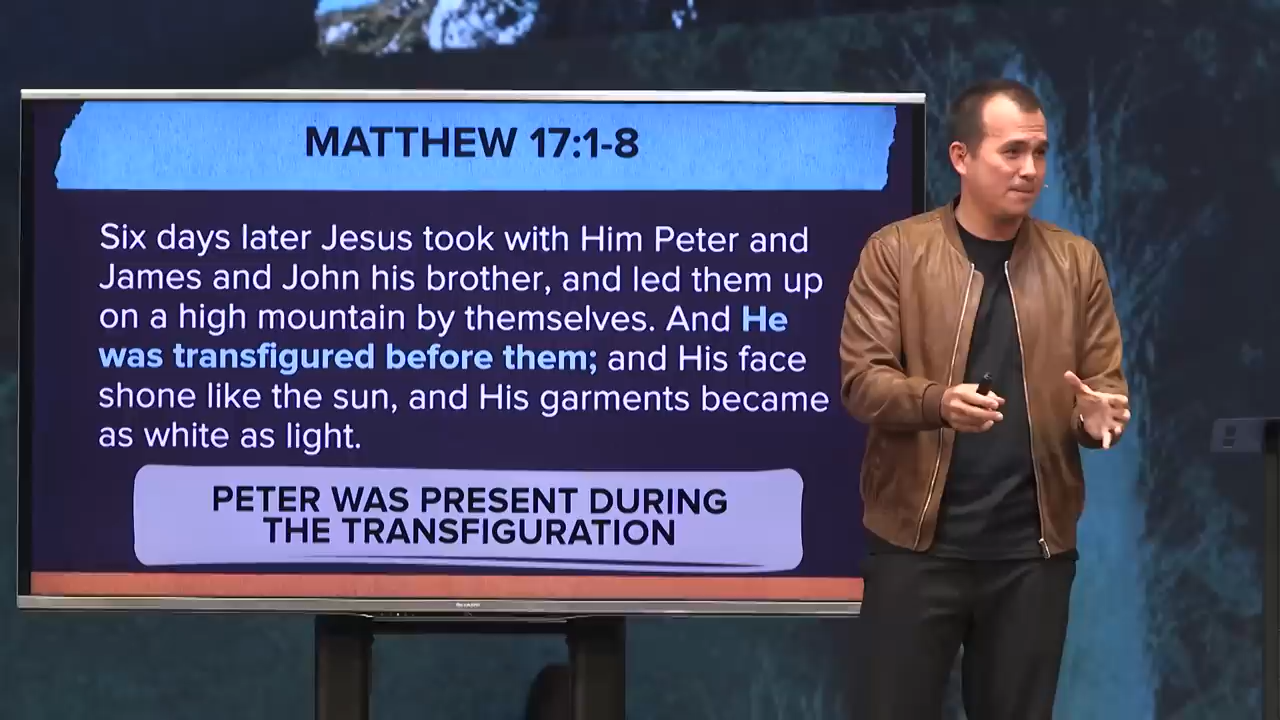 MATTHEW 17:1-8
Six days later Jesus took with Him Peter and
James and John his brother, and led them up
on a high mountain by themselves. And He
was transfigured before them; and His face
shone like the sun, and His garments became
as white as light.
PETER WAS PRESENT DURING
THE TRANSFIGURATION